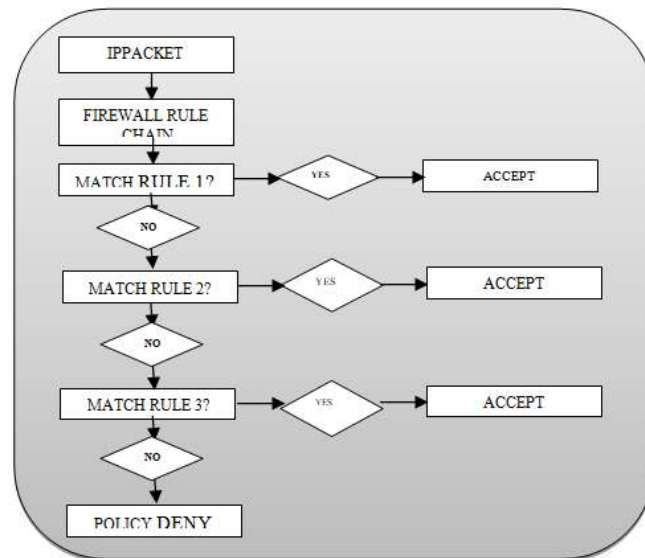 IPPACKET
FIREWALL RULE
CHAIN
MATCH RULE 1?
YES
ACCEPT
NO
MATCH RULE 2?
YES
ACCEPT
NO
MATCH RULE 3?
YES
ACCEPT
NO
POLICY DENY